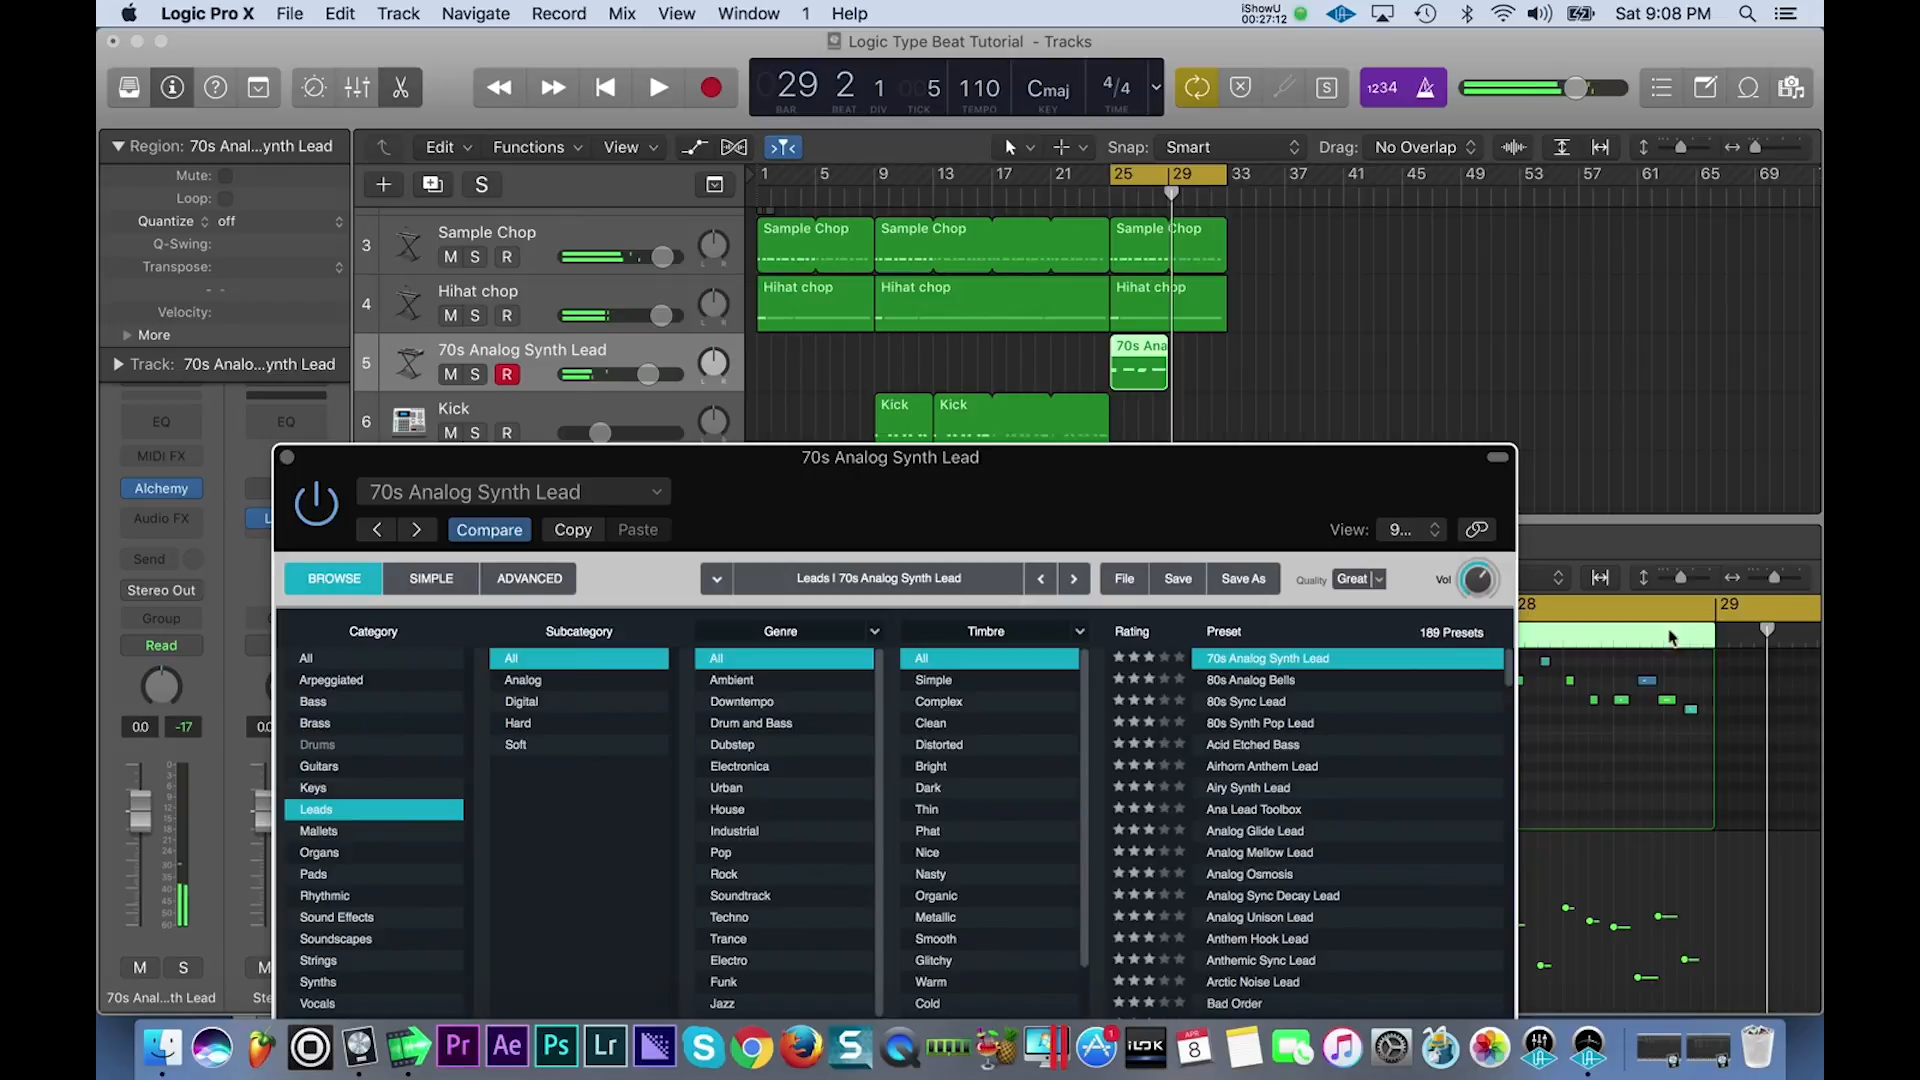 Logic Pro X File Edit Track Navigate Record Mix View Window 1 Help iShowU 00:27:12 Sat 9:08 PM
Logic Type Beat Tutorial - Tracks
29 2 1 5 110 Cmaj 4/4
BAR BEAT DIV TICK TEMPO KEY TIME
S 1234
Region: 70s Anal...ynth Lead
Mute:
Loop:
Quantize off
Q-Swing:
Transpose:
- -
Velocity:
More
Track: 70s Analo...ynth Lead
Edit Functions View Snap: Smart Drag: No Overlap
S 1 5 9 13 17 21 25 29 33 37 41 45 49 53 57 61 65 69
3 Sample Chop
M S R
Sample Chop Sample Chop Sample Chop
4 Hihat chop
M S R
Hihat chop Hihat chop Hihat chop
5 70s Analog Synth Lead
M S R
70s Ana
6 Kick
M S R
Kick Kick
EQ EQ
MIDI FX
Alchemy
Audio FX
Send
Stereo Out
Group
Read
0.0 -17
M S M
70s Anal...th Lead Ste
70s Analog Synth Lead
70s Analog Synth Lead
Compare Copy Paste View: 9...
BROWSE SIMPLE ADVANCED Leads | 70s Analog Synth Lead File Save Save As Quality Great Vol
Category Subcategory Genre Timbre Rating Preset 189 Presets
All All All All 70s Analog Synth Lead
Arpeggiated Analog Ambient Simple 80s Analog Bells
Bass Digital Downtempo Complex 80s Sync Lead
Brass Hard Drum and Bass Clean 80s Synth Pop Lead
Drums Soft Dubstep Distorted Acid Etched Bass
Guitars Electronica Bright Airhorn Anthem Lead
Keys Urban Dark Airy Synth Lead
Leads House Thin Ana Lead Toolbox
Mallets Industrial Phat Analog Glide Lead
Organs Pop Nice Analog Mellow Lead
Pads Rock Nasty Analog Osmosis
Rhythmic Soundtrack Organic Analog Sync Decay Lead
Sound Effects Techno Metallic Analog Unison Lead
Soundscapes Trance Smooth Anthem Hook Lead
Strings Electro Glitchy Anthemic Sync Lead
Synths Funk Warm Arctic Noise Lead
Vocals Jazz Cold Bad Order
28 29
Pr Ae Ps Lr S S iLOK APR 8 1